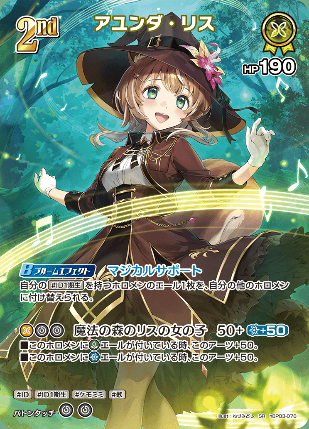 2nd
アユンダ・リス
HP190
ブルームエフェクト マジカルサポート
自分の#ID1期生を持つホロメンのエール1枚を、自分の他のホロメン
に付け替えられる。
魔法の森のリスの女の子 50+ +50
■このホロメンに エールが付いている時、このアーツ+50。
■このホロメンに エールが付いている時、このアーツ+50。
#ID #ID1期生 #ケモミミ #歌
バトンタッチ